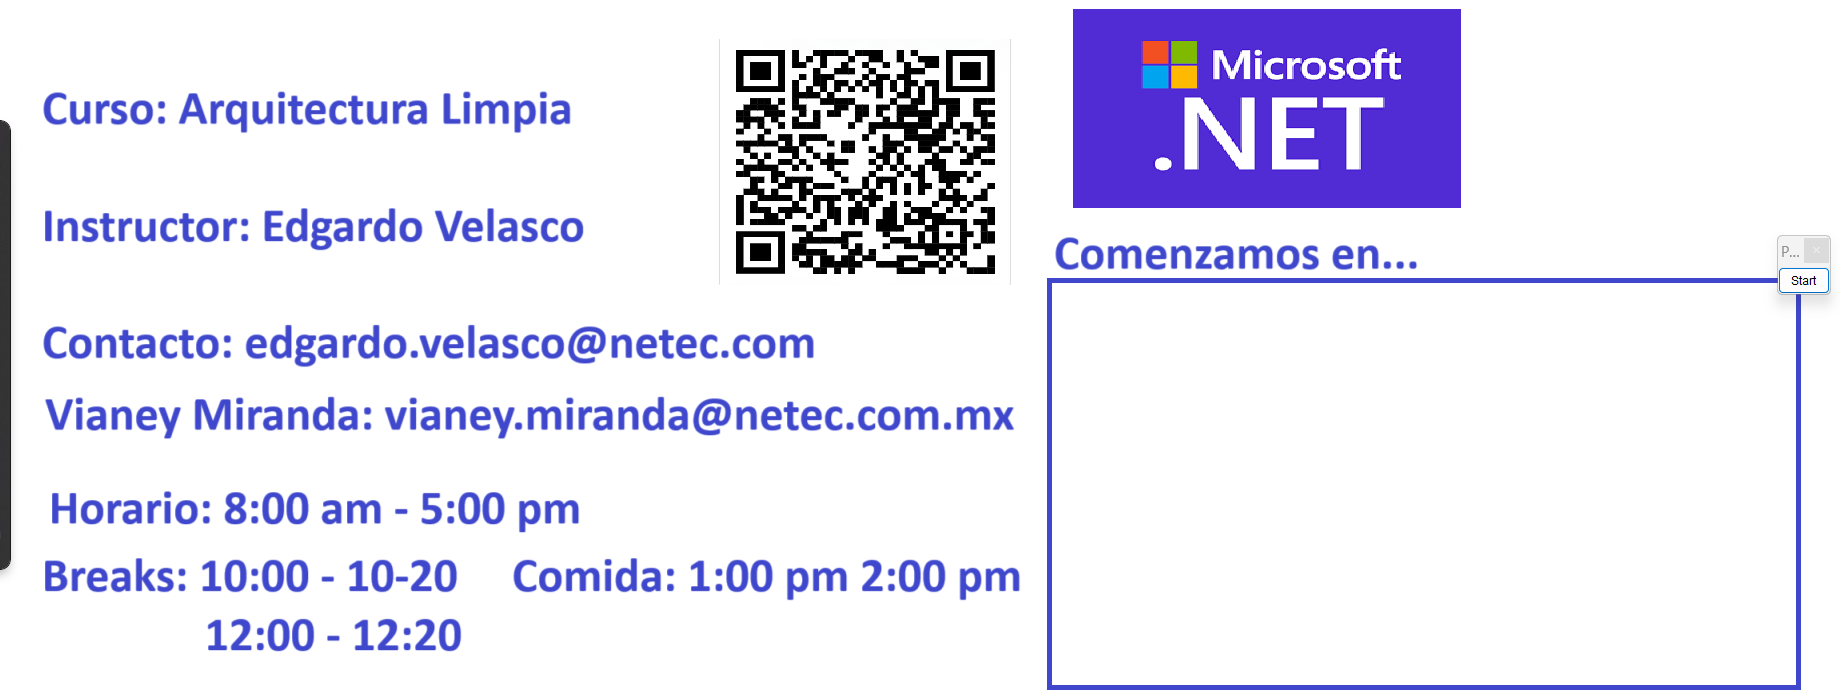 Curso: Arquitectura Limpia
Instructor: Edgardo Velasco
Contacto: edgardo.velasco@netec.com
Vianey Miranda: vianey.miranda@netec.com.mx
Horario: 8:00 am - 5:00 pm
Breaks: 10:00 - 10-20 Comida: 1:00 pm 2:00 pm
12:00 - 12:20
Microsoft
.NET
Comenzamos en...
P...
Start